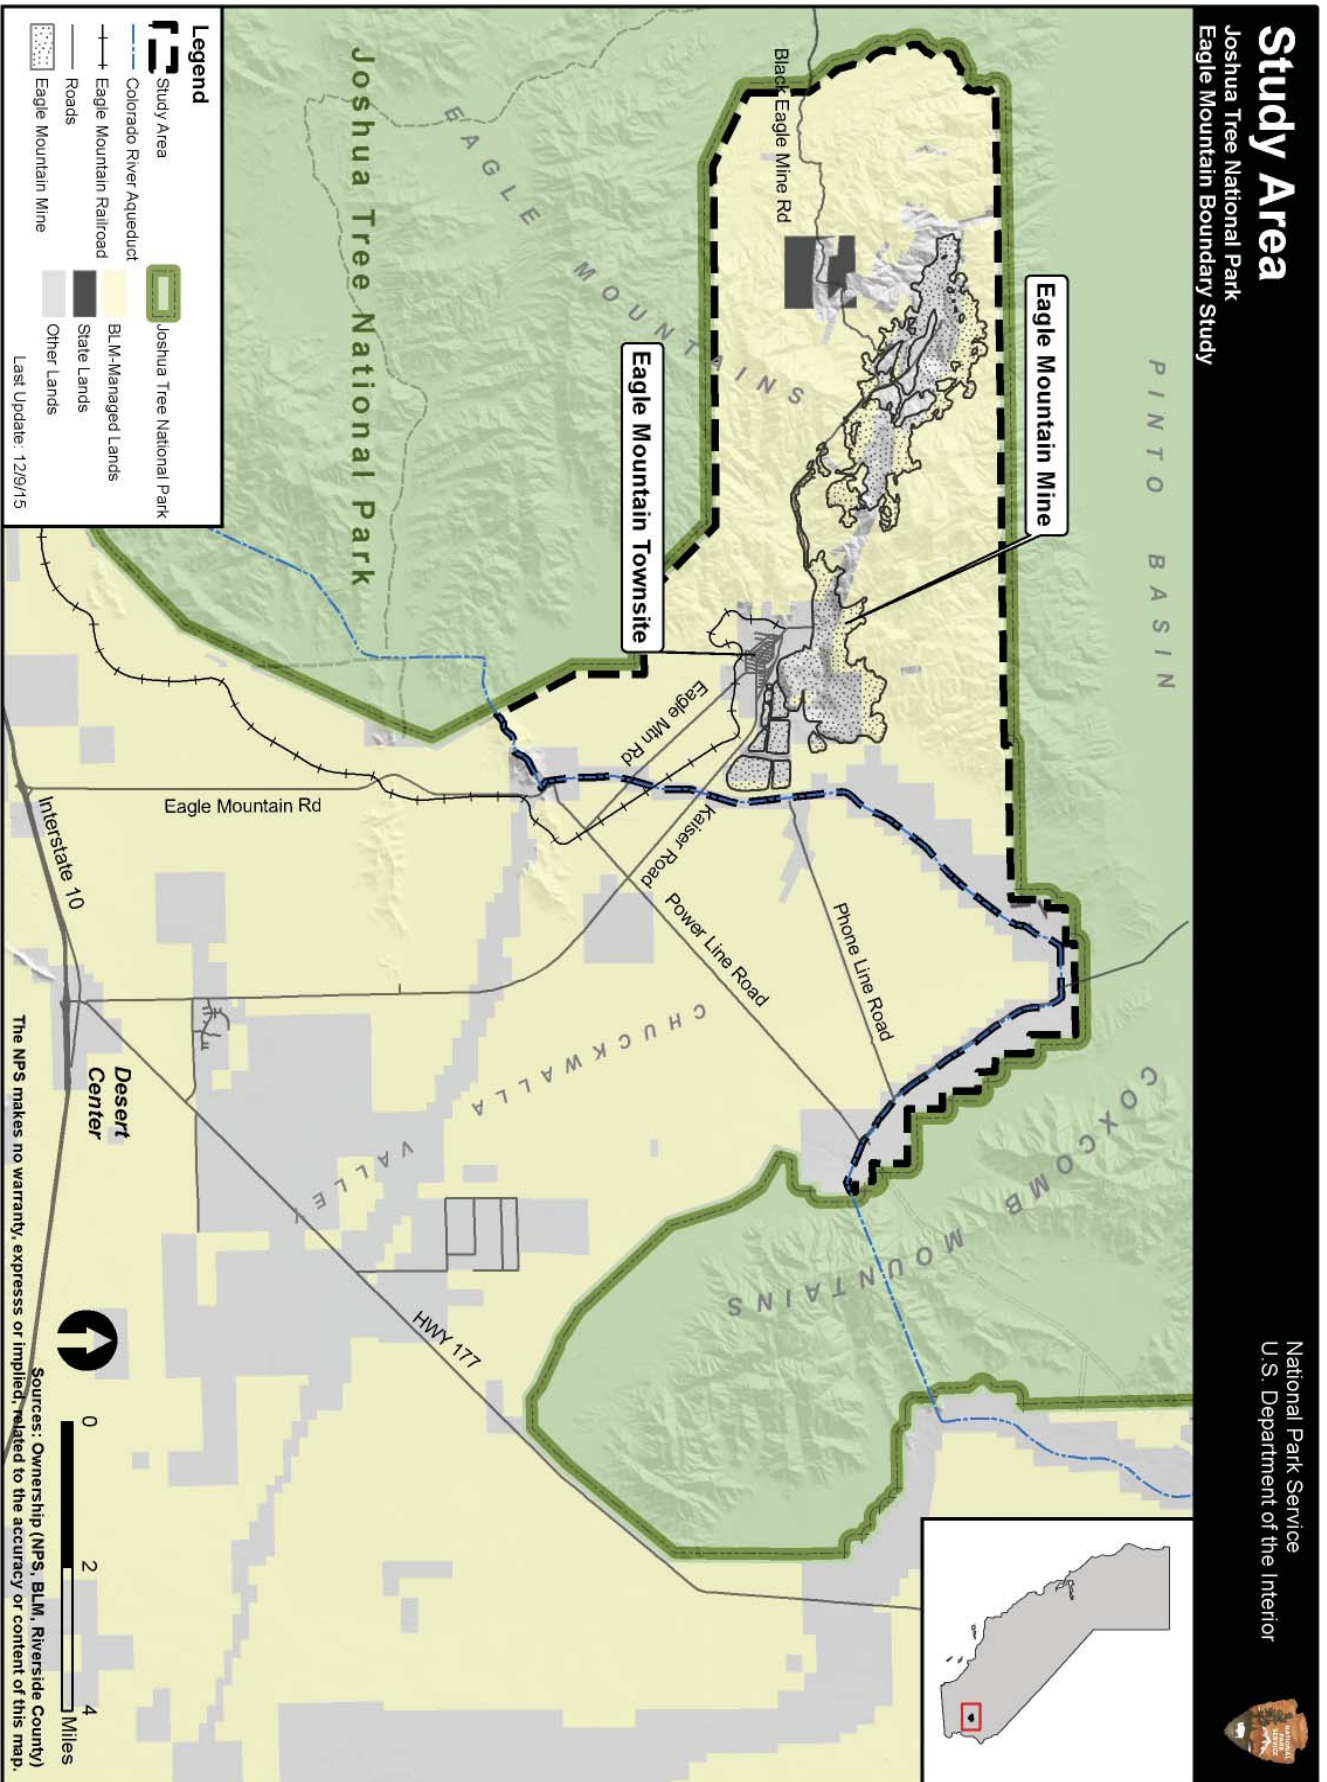 Study Area
Joshua Tree National Park
Eagle Mountain Boundary Study
National Park Service
U.S. Department of the Interior
NATIONAL
PARK
SERVICE
PINTO BASIN
Eagle Mountain Mine
COXCOMB MOUNTAINS
Black Eagle Mine Rd
EAGLE MOUNTAINS
Eagle Mountain Townsite
Joshua Tree National Park
Eagle Mtn Rd
Kaiser Road
Power Line Road
Phone Line Road
CHUCKWALLA VALLEY
Eagle Mountain Rd
Interstate 10
Desert
Center
HWY 177
Legend
Study Area
Colorado River Aqueduct
Eagle Mountain Railroad
Roads
Eagle Mountain Mine
Joshua Tree National Park
BLM-Managed Lands
State Lands
Other Lands
Last Update: 12/9/15
0 2 4
Miles
Sources: Ownership (NPS, BLM, Riverside County)
The NPS makes no warranty, expresss or implied, related to the accuracy or content of this map.